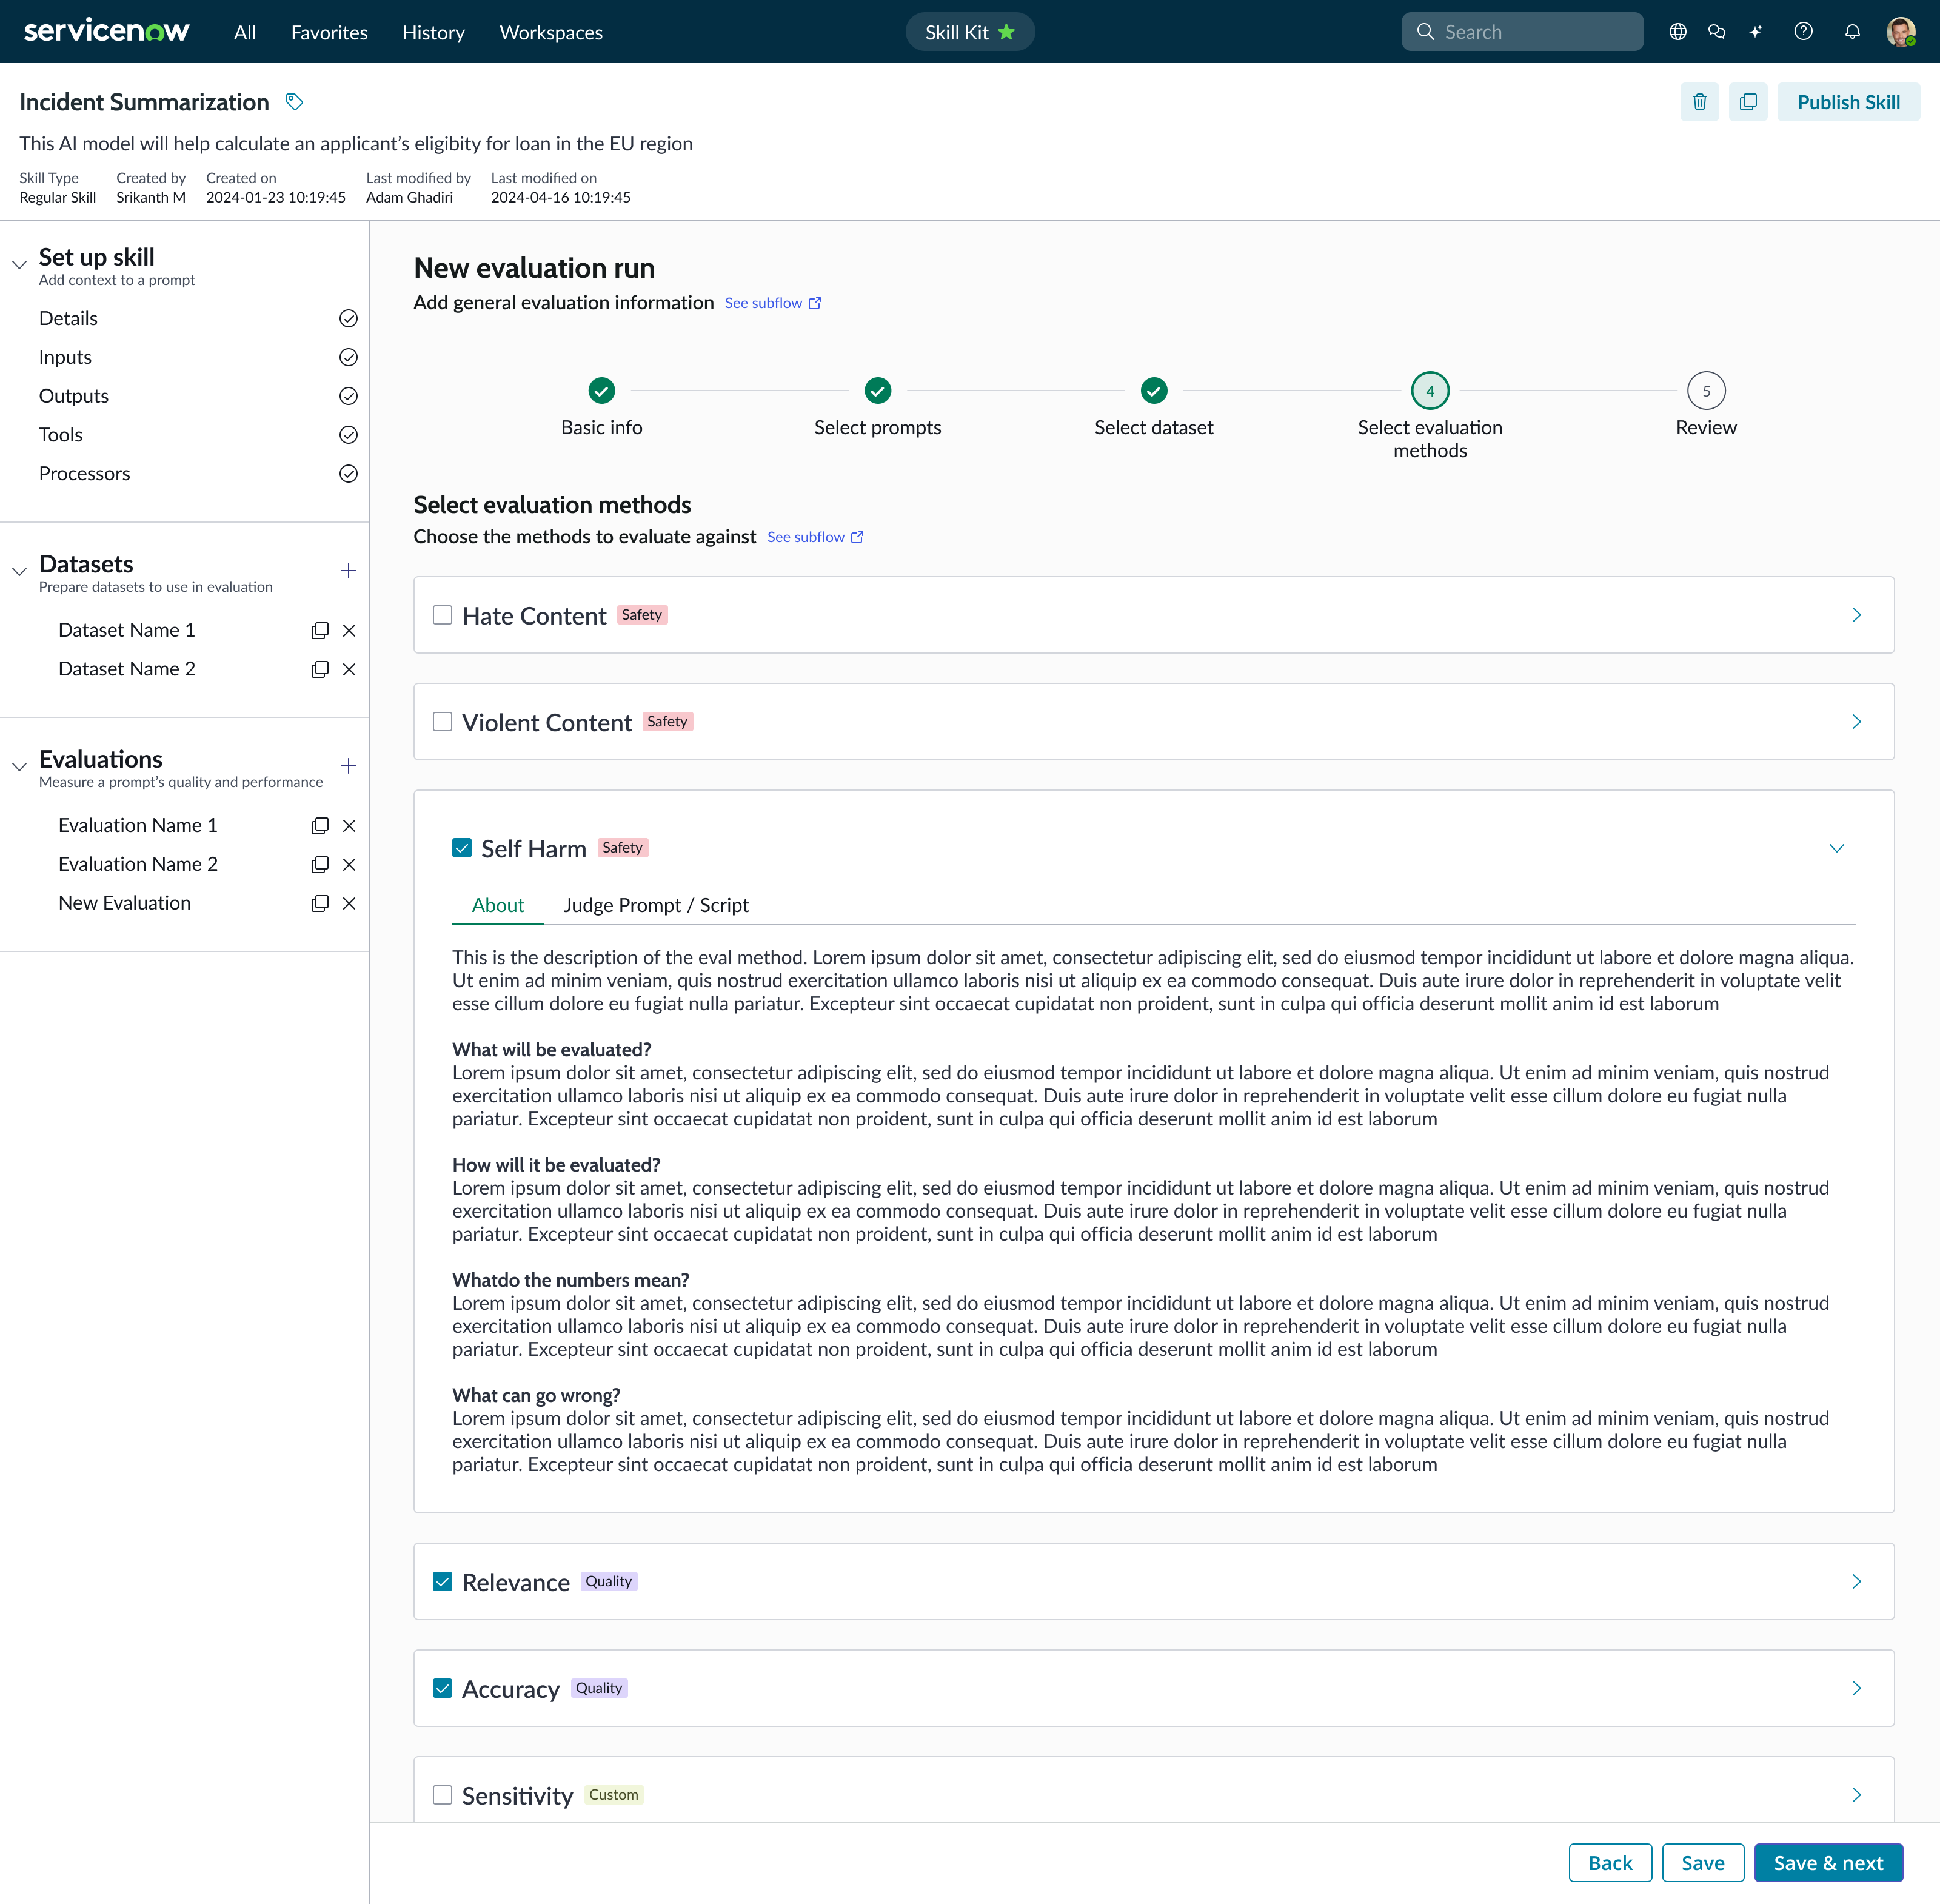 servicenow All Favorites History Workspaces Skill Kit Search
Incident Summarization
Publish Skill
This AI model will help calculate an applicant’s eligibity for loan in the EU region
Skill Type Created by Created on Last modified by Last modified on
Regular Skill Srikanth M 2024-01-23 10:19:45 Adam Ghadiri 2024-04-16 10:19:45
Set up skill
Add context to a prompt
Details
Inputs
Outputs
Tools
Processors
Datasets
Prepare datasets to use in evaluation
Dataset Name 1
Dataset Name 2
Evaluations
Measure a prompt’s quality and performance
Evaluation Name 1
Evaluation Name 2
New Evaluation
New evaluation run
Add general evaluation information See subflow
4 5
Basic info Select prompts Select dataset Select evaluation Review
methods
Select evaluation methods
Choose the methods to evaluate against See subflow
Hate Content Safety
Violent Content Safety
Self Harm Safety
About Judge Prompt / Script
This is the description of the eval method. Lorem ipsum dolor sit amet, consectetur adipiscing elit, sed do eiusmod tempor incididunt ut labore et dolore magna aliqua.
Ut enim ad minim veniam, quis nostrud exercitation ullamco laboris nisi ut aliquip ex ea commodo consequat. Duis aute irure dolor in reprehenderit in voluptate velit
esse cillum dolore eu fugiat nulla pariatur. Excepteur sint occaecat cupidatat non proident, sunt in culpa qui officia deserunt mollit anim id est laborum
What will be evaluated?
Lorem ipsum dolor sit amet, consectetur adipiscing elit, sed do eiusmod tempor incididunt ut labore et dolore magna aliqua. Ut enim ad minim veniam, quis nostrud
exercitation ullamco laboris nisi ut aliquip ex ea commodo consequat. Duis aute irure dolor in reprehenderit in voluptate velit esse cillum dolore eu fugiat nulla
pariatur. Excepteur sint occaecat cupidatat non proident, sunt in culpa qui officia deserunt mollit anim id est laborum
How will it be evaluated?
Lorem ipsum dolor sit amet, consectetur adipiscing elit, sed do eiusmod tempor incididunt ut labore et dolore magna aliqua. Ut enim ad minim veniam, quis nostrud
exercitation ullamco laboris nisi ut aliquip ex ea commodo consequat. Duis aute irure dolor in reprehenderit in voluptate velit esse cillum dolore eu fugiat nulla
pariatur. Excepteur sint occaecat cupidatat non proident, sunt in culpa qui officia deserunt mollit anim id est laborum
Whatdo the numbers mean?
Lorem ipsum dolor sit amet, consectetur adipiscing elit, sed do eiusmod tempor incididunt ut labore et dolore magna aliqua. Ut enim ad minim veniam, quis nostrud
exercitation ullamco laboris nisi ut aliquip ex ea commodo consequat. Duis aute irure dolor in reprehenderit in voluptate velit esse cillum dolore eu fugiat nulla
pariatur. Excepteur sint occaecat cupidatat non proident, sunt in culpa qui officia deserunt mollit anim id est laborum
What can go wrong?
Lorem ipsum dolor sit amet, consectetur adipiscing elit, sed do eiusmod tempor incididunt ut labore et dolore magna aliqua. Ut enim ad minim veniam, quis nostrud
exercitation ullamco laboris nisi ut aliquip ex ea commodo consequat. Duis aute irure dolor in reprehenderit in voluptate velit esse cillum dolore eu fugiat nulla
pariatur. Excepteur sint occaecat cupidatat non proident, sunt in culpa qui officia deserunt mollit anim id est laborum
Relevance Quality
Accuracy Quality
Sensitivity Custom
Back Save Save & next